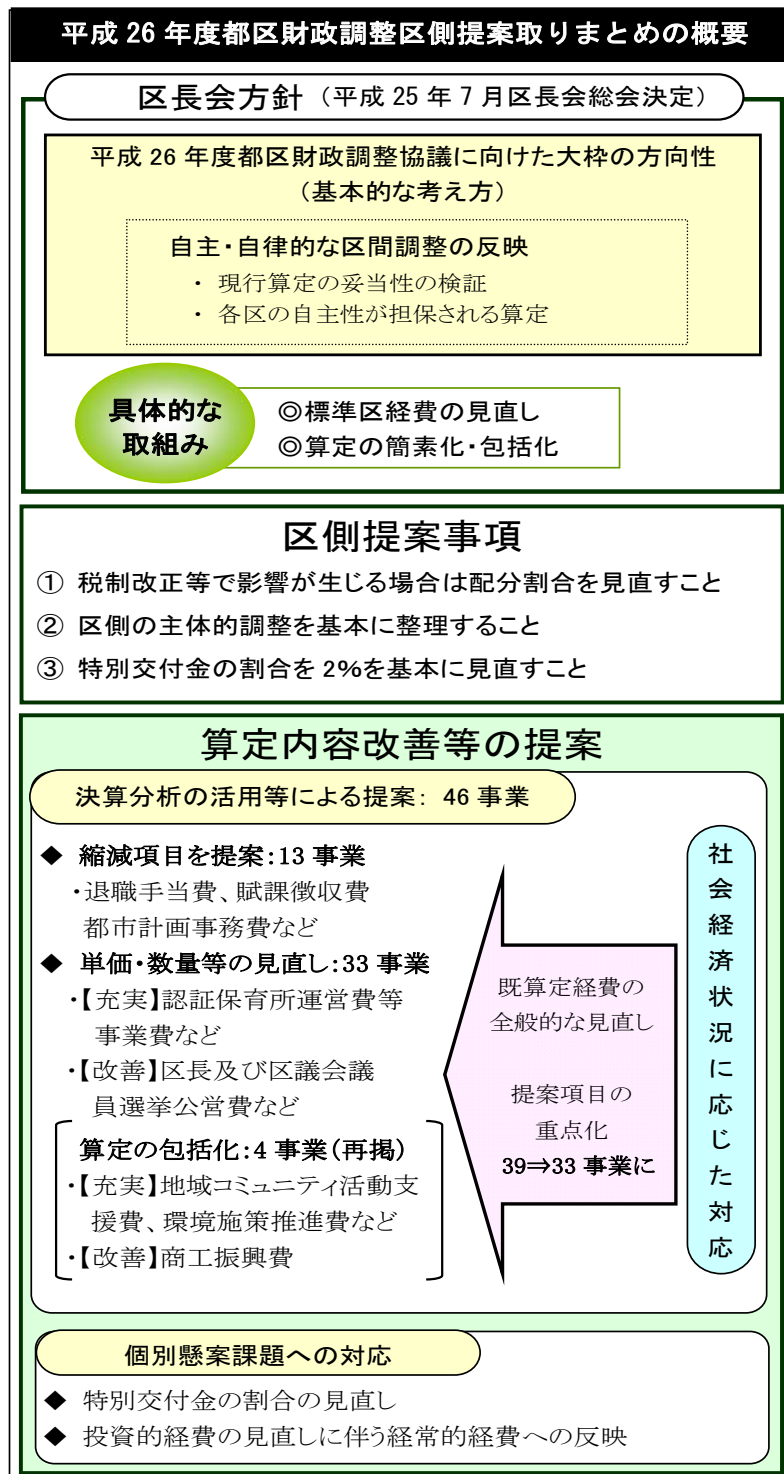 平成 26 年度都区財政調整区側提案取りまとめの概要
区長会方針（平成 25 年 7 月区長会総会決定）
平成 26 年度都区財政調整協議に向けた大枠の方向性
（基本的な考え方）
自主・自律的な区間調整の反映
・ 現行算定の妥当性の検証
・ 各区の自主性が担保される算定
具体的な
取組み
◎標準区経費の見直し
◎算定の簡素化・包括化
区側提案事項
① 税制改正等で影響が生じる場合は配分割合を見直すこと
② 区側の主体的調整を基本に整理すること
③ 特別交付金の割合を 2%を基本に見直すこと
算定内容改善等の提案
決算分析の活用等による提案： 46 事業
◆ 縮減項目を提案：13 事業
・退職手当費、賦課徴収費
都市計画事務費など
◆ 単価・数量等の見直し：33 事業
・【充実】認証保育所運営費等
事業費など
・【改善】区長及び区議会議
員選挙公営費など
算定の包括化：4 事業（再掲）
・【充実】地域コミュニティ活動支
援費、環境施策推進費など
・【改善】商工振興費
既算定経費の
全般的な見直し
提案項目の
重点化
39⇒33 事業に
社会経済状況に応じた対応
個別懸案課題への対応
◆ 特別交付金の割合の見直し
◆ 投資的経費の見直しに伴う経常的経費への反映